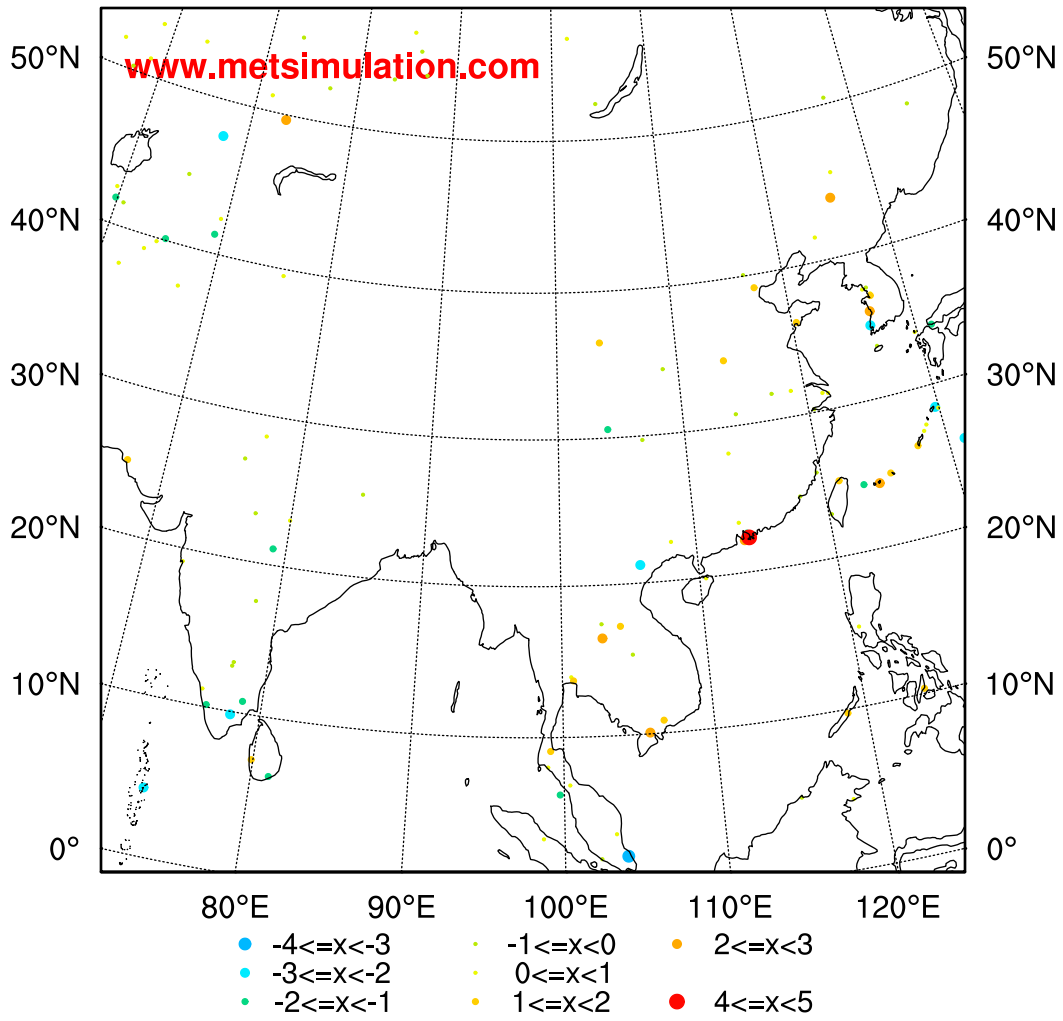 www.metsimulation.com
50°N 50°N
40°N 40°N
30°N 30°N
20°N 20°N
10°N 10°N
0° 0°
80°E 90°E 100°E 110°E 120°E
-4<=x<-3 -1<=x<0 2<=x<3
-3<=x<-2 0<=x<1
-2<=x<-1 1<=x<2 4<=x<5